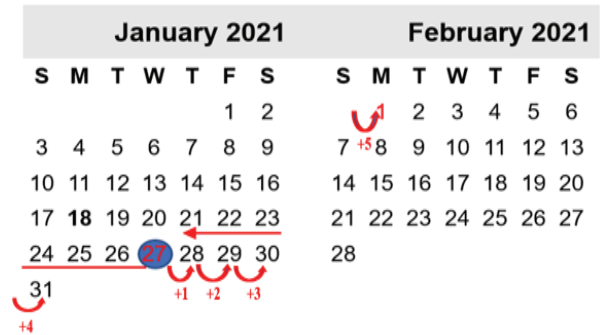 January 2021 February 2021
S M T W T F S S M T W T F S
1 2 1 2 3 4 5 6
3 4 5 6 7 8 9 7 +5 8 9 10 11 12 13
10 11 12 13 14 15 16 14 15 16 17 18 19 20
17 18 19 20 21 22 23 21 22 23 24 25 26 27
24 25 26 27 28 29 30 28
31 +1 +2 +3
+4